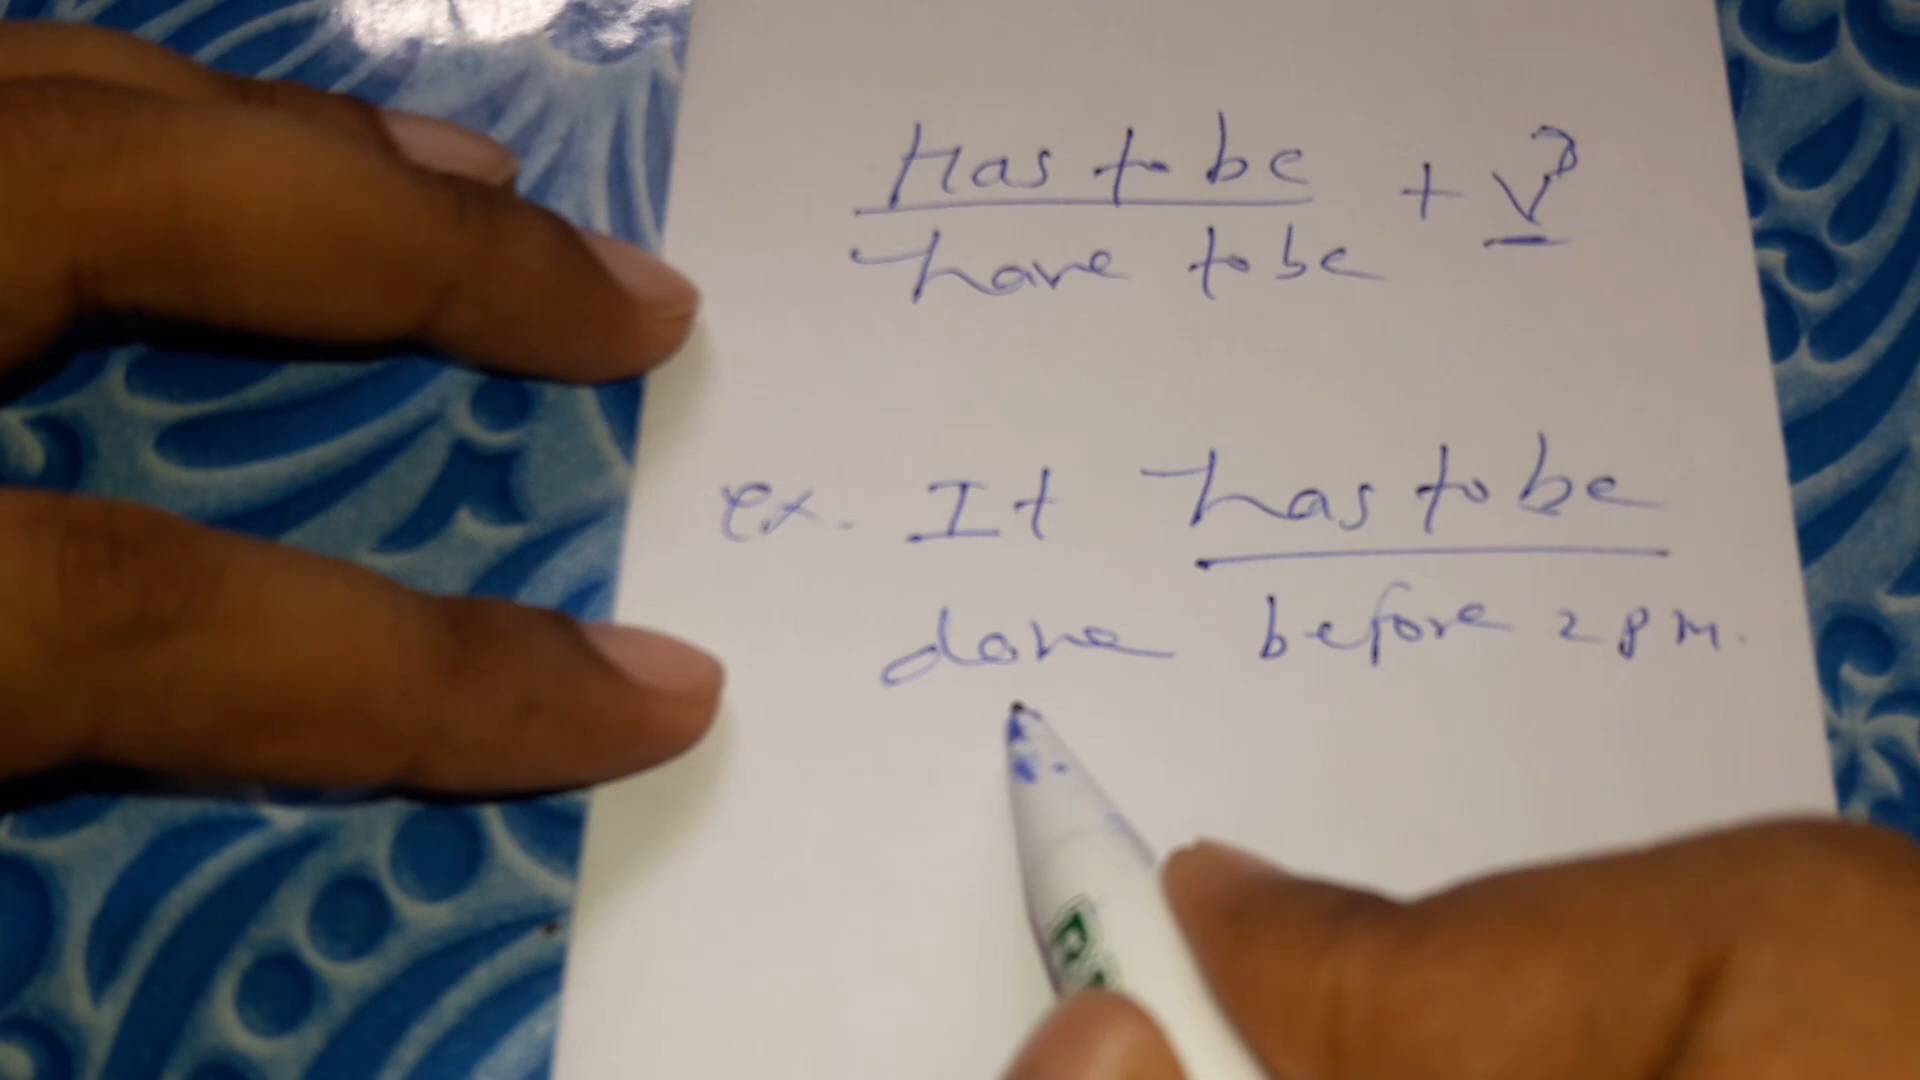 Has to be + V³
have to be
ex. It has to be
done before 2 PM.